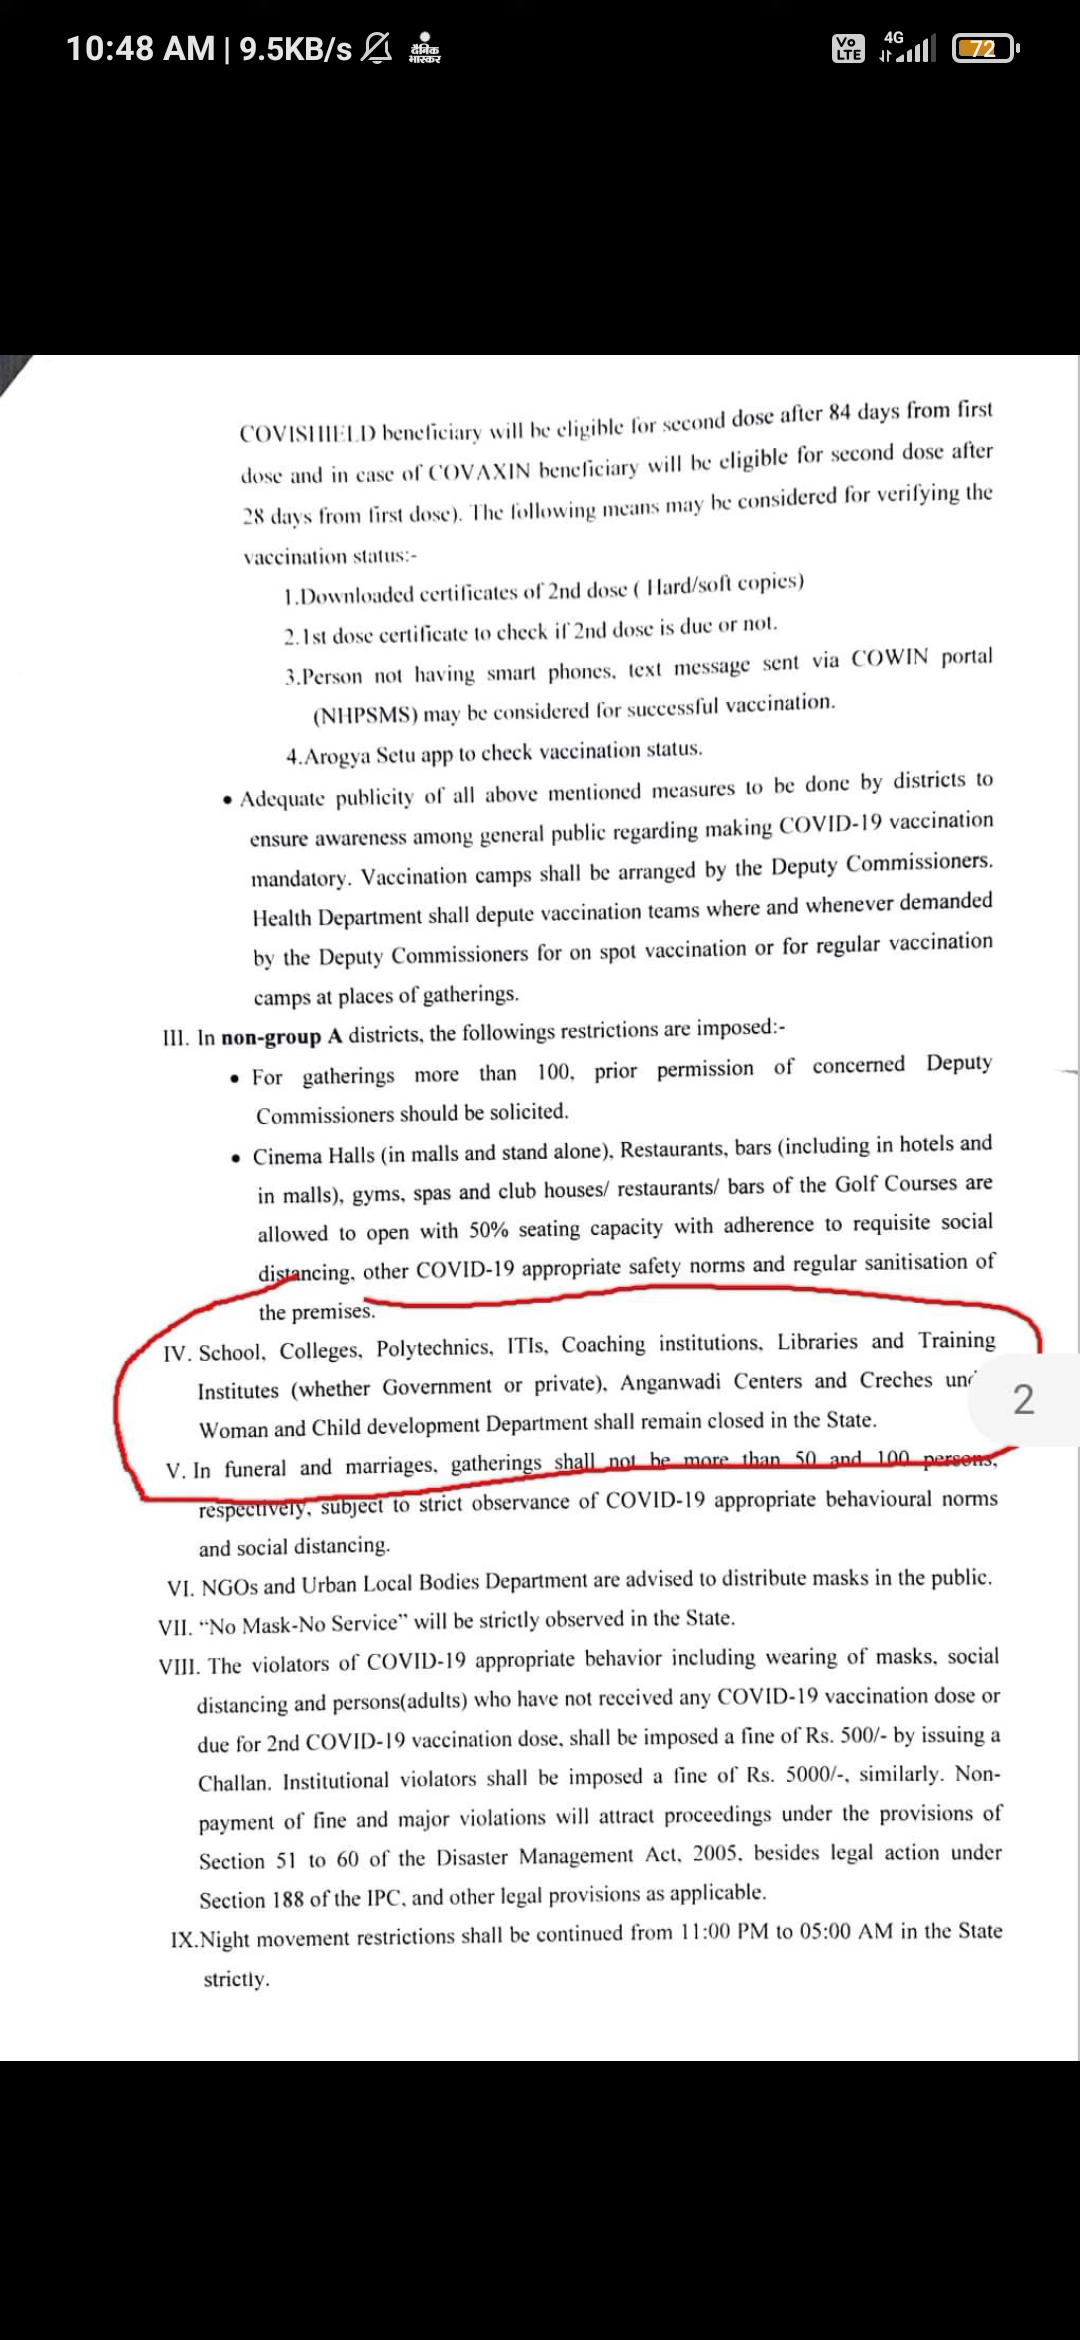 10:48 AM | 9.5KB/s
दैनिक
भास्कर
Vo
LTE
4G
72
COVISHIELD beneficiary will be eligible for second dose after 84 days from first
dose and in case of COVAXIN beneficiary will be eligible for second dose after
28 days from first dose). The following means may be considered for verifying the
vaccination status:-
1.Downloaded certificates of 2nd dose ( Hard/soft copies)
2.1st dose certificate to check if 2nd dose is due or not.
3.Person not having smart phones, text message sent via COWIN portal
(NHPSMS) may be considered for successful vaccination.
4.Arogya Setu app to check vaccination status.
• Adequate publicity of all above mentioned measures to be done by districts to
ensure awareness among general public regarding making COVID-19 vaccination
mandatory. Vaccination camps shall be arranged by the Deputy Commissioners.
Health Department shall depute vaccination teams where and whenever demanded
by the Deputy Commissioners for on spot vaccination or for regular vaccination
camps at places of gatherings.
III. In non-group A districts, the followings restrictions are imposed:-
• For gatherings more than 100, prior permission of concerned Deputy
Commissioners should be solicited.
• Cinema Halls (in malls and stand alone), Restaurants, bars (including in hotels and
in malls), gyms, spas and club houses/ restaurants/ bars of the Golf Courses are
allowed to open with 50% seating capacity with adherence to requisite social
distancing, other COVID-19 appropriate safety norms and regular sanitisation of
the premises.
IV. School, Colleges, Polytechnics, ITIs, Coaching institutions, Libraries and Training
Institutes (whether Government or private), Anganwadi Centers and Creches
2
Woman and Child development Department shall remain closed in the State.
V. In funeral and marriages, gatherings shall not be more than 50 and 100 persons,
respectively, subject to strict observance of COVID-19 appropriate behavioural norms
and social distancing.
VI. NGOs and Urban Local Bodies Department are advised to distribute masks in the public.
VII. “No Mask-No Service” will be strictly observed in the State.
VIII. The violators of COVID-19 appropriate behavior including wearing of masks, social
distancing and persons(adults) who have not received any COVID-19 vaccination dose or
due for 2nd COVID-19 vaccination dose, shall be imposed a fine of Rs. 500/- by issuing a
Challan. Institutional violators shall be imposed a fine of Rs. 5000/-, similarly. Non-
payment of fine and major violations will attract proceedings under the provisions of
Section 51 to 60 of the Disaster Management Act, 2005, besides legal action under
Section 188 of the IPC, and other legal provisions as applicable.
IX.Night movement restrictions shall be continued from 11:00 PM to 05:00 AM in the State
strictly.